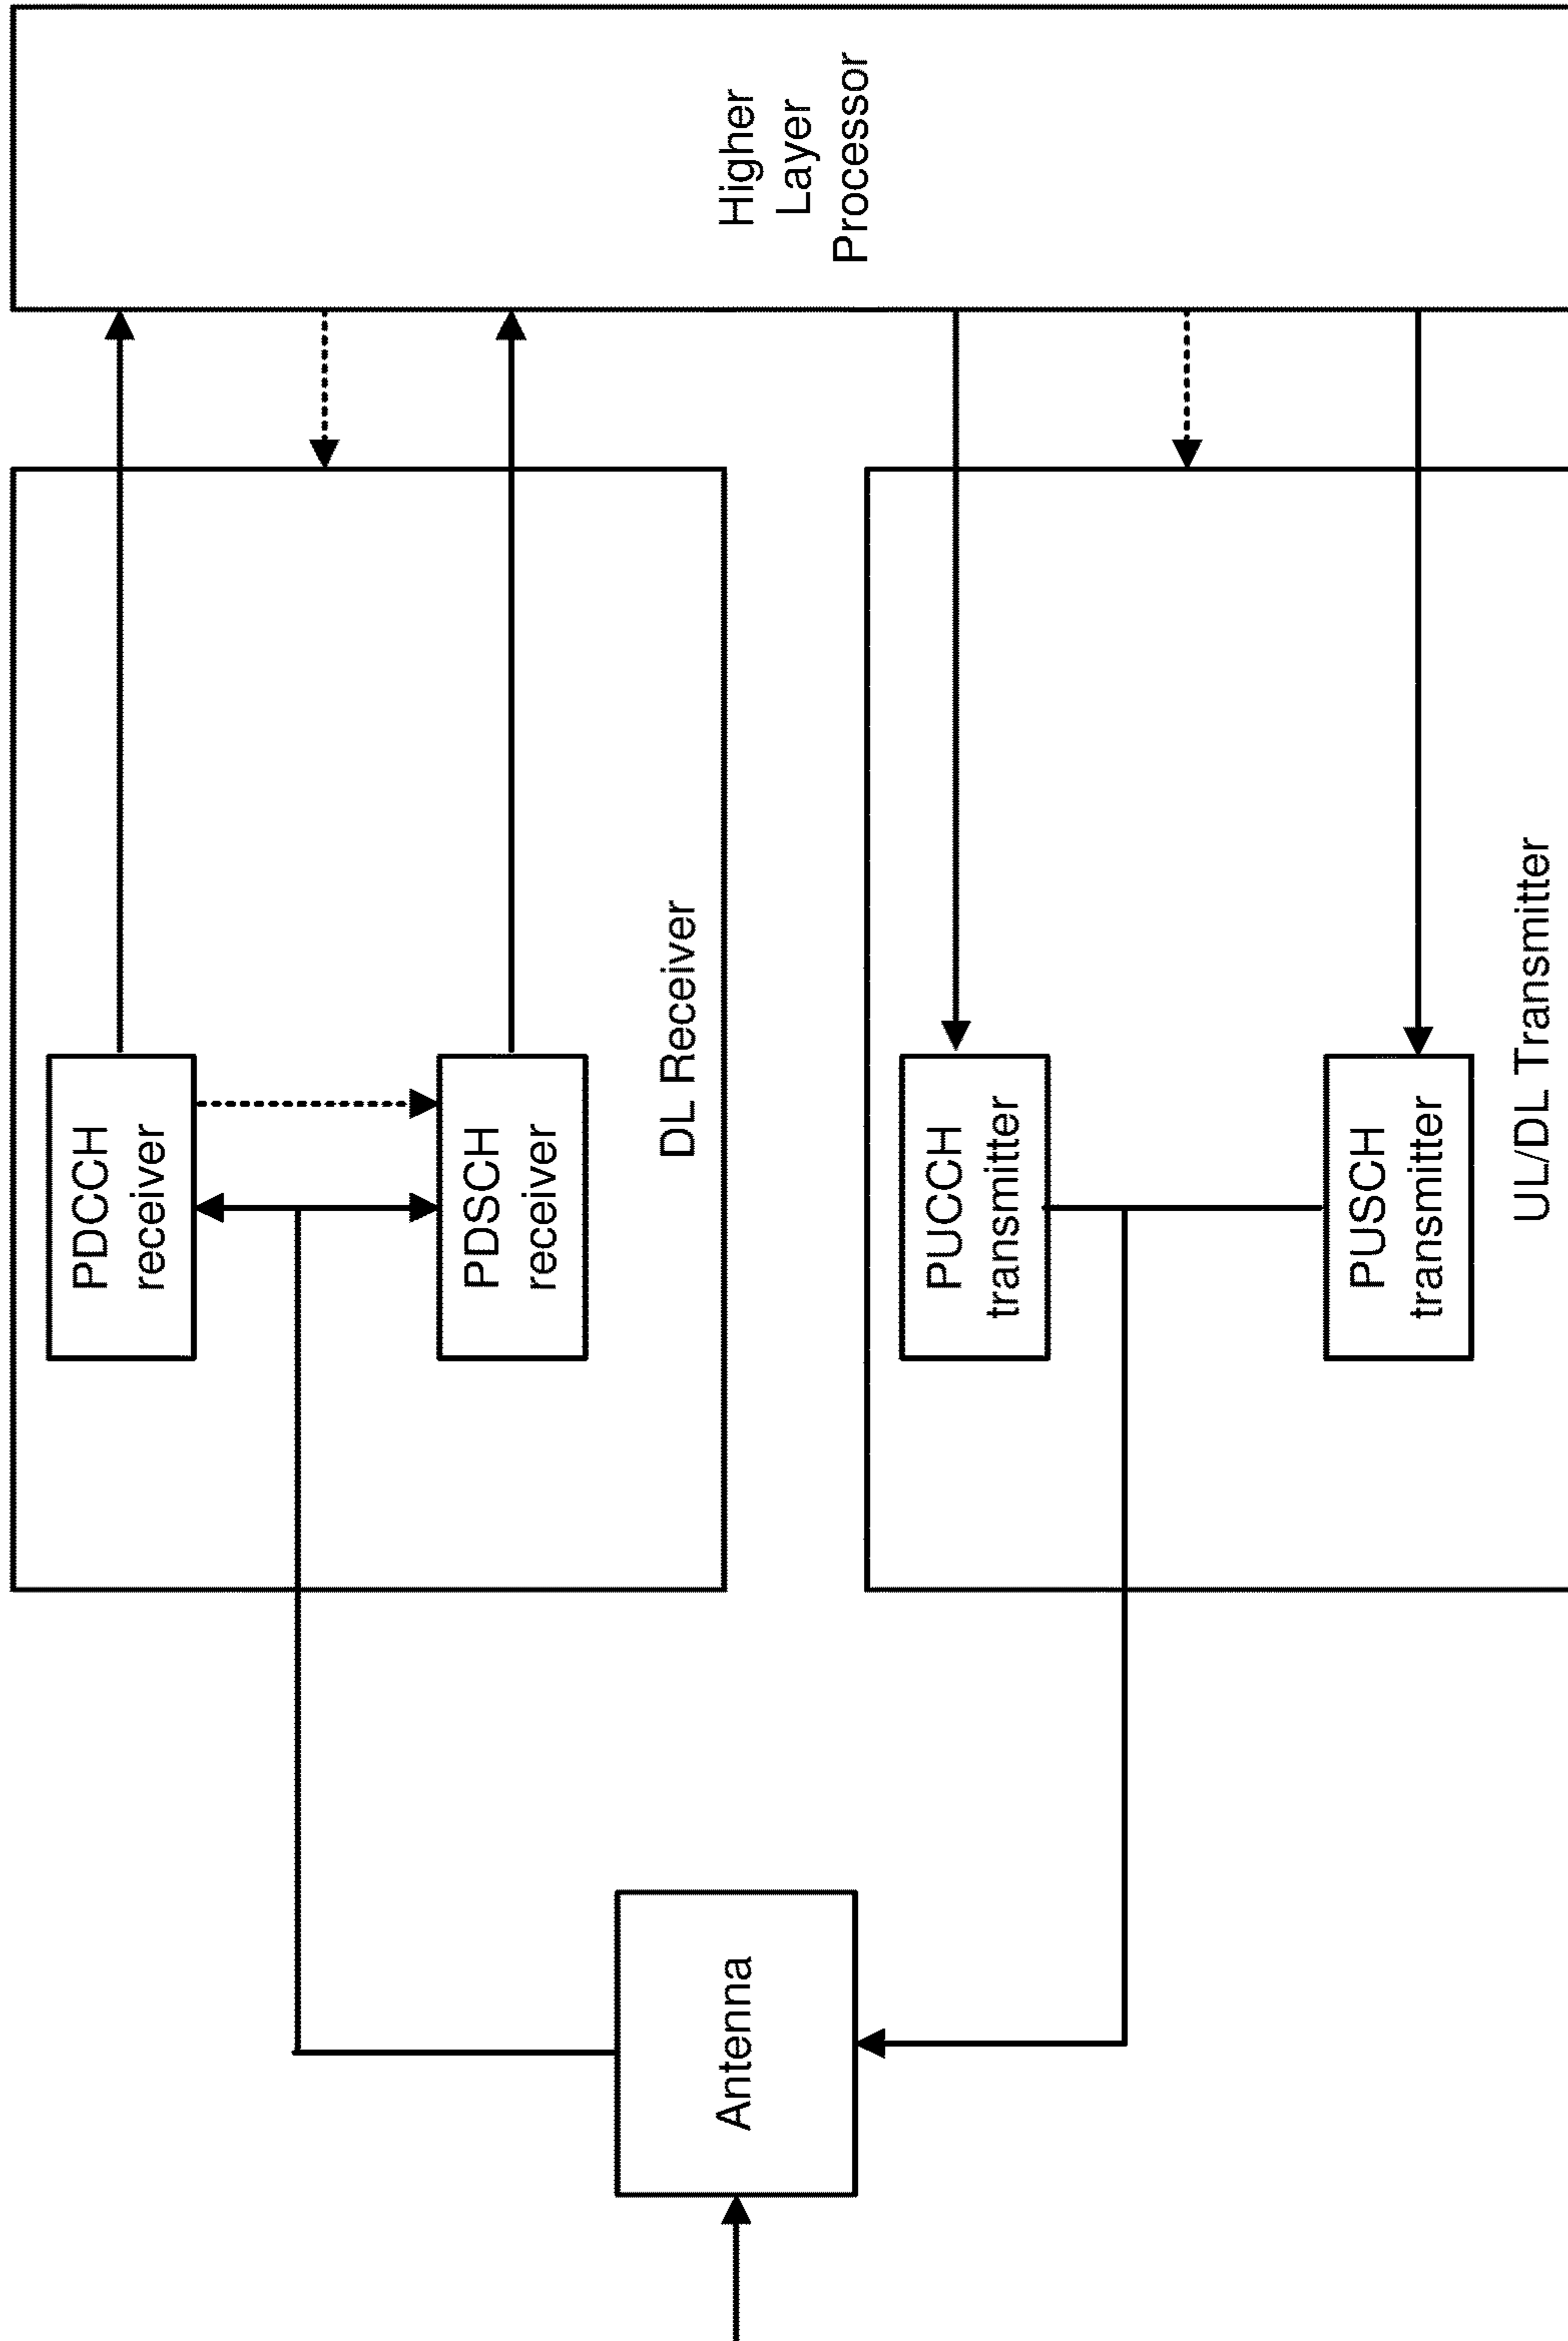 Higher
Layer
Processor
PDCCH
receiver
PDSCH
receiver
DL Receiver
PUCCH
transmitter
PUSCH
transmitter
UL/DL Transmitter
Antenna